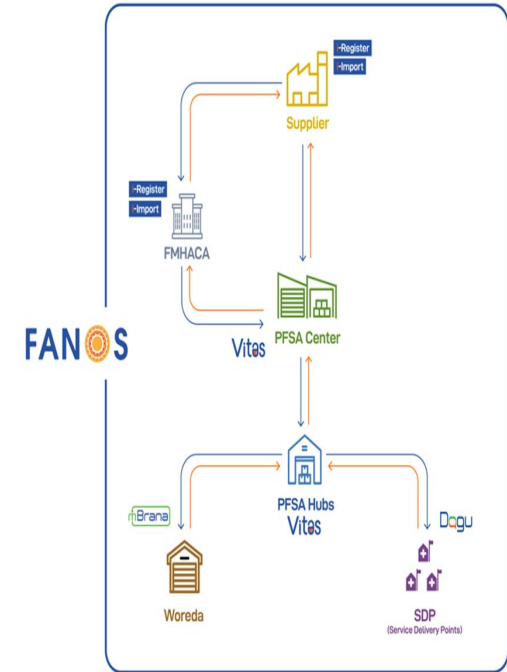 i-Register
i-Import
Supplier
i-Register
i-Import
FMHACA
Vitas
PFSA Center
FANOS
PFSA Hubs
Vitas
mBrana
Dagu
Woreda
SDP
(Service Delivery Points)